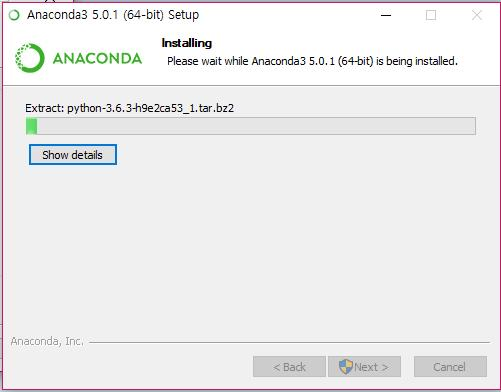 Anaconda3 5.0.1 (64-bit) Setup
Installing
Please wait while Anaconda3 5.0.1 (64-bit) is being installed.
ANACONDA
Extract: python-3.6.3-h9e2ca53_1.tar.bz2
Show details
Anaconda, Inc.
< Back
Next >
Cancel